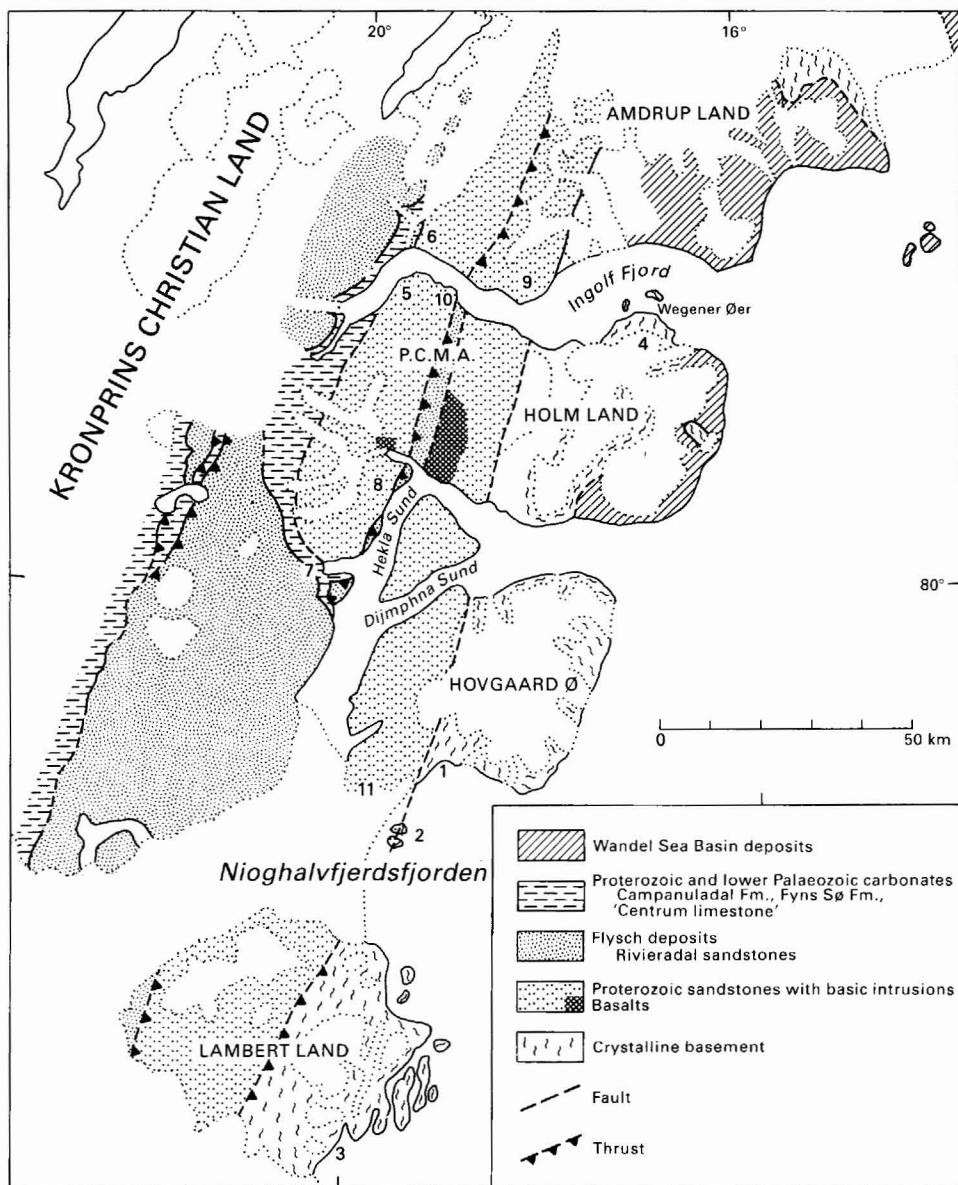 20°
16°
AMDRUP LAND
KRONPRINS CHRISTIAN LAND
6
9
Ingolf Fjord
5
10
Wegener Øer
4
P.C.M.A.
HOLM LAND
8
Hekla Sund
7
80°
Dijmphna Sund
HOVGAARD Ø
0
50 km
1
11
2
Nioghalvfjerdsfjorden
LAMBERT LAND
3
Wandel Sea Basin deposits
Proterozoic and lower Palaeozoic carbonates
Campanuladal Fm., Fyns Sø Fm.,
'Centrum limestone'
Flysch deposits
Rivieradal sandstones
Proterozoic sandstones with basic intrusions
Basalts
Crystalline basement
Fault
Thrust